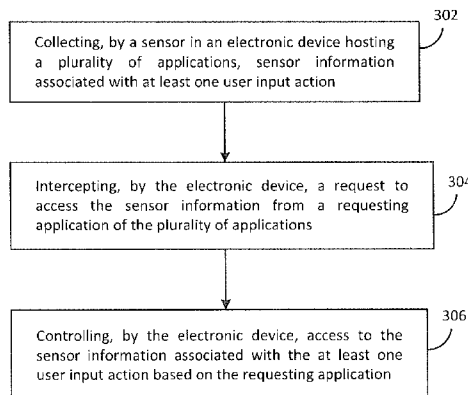 302
Collecting, by a sensor in an electronic device hosting
a plurality of applications, sensor information
associated with at least one user input action
304
Intercepting, by the electronic device, a request to
access the sensor information from a requesting
application of the plurality of applications
306
Controlling, by the electronic device, access to the
sensor information associated with the at least one
user input action based on the requesting application